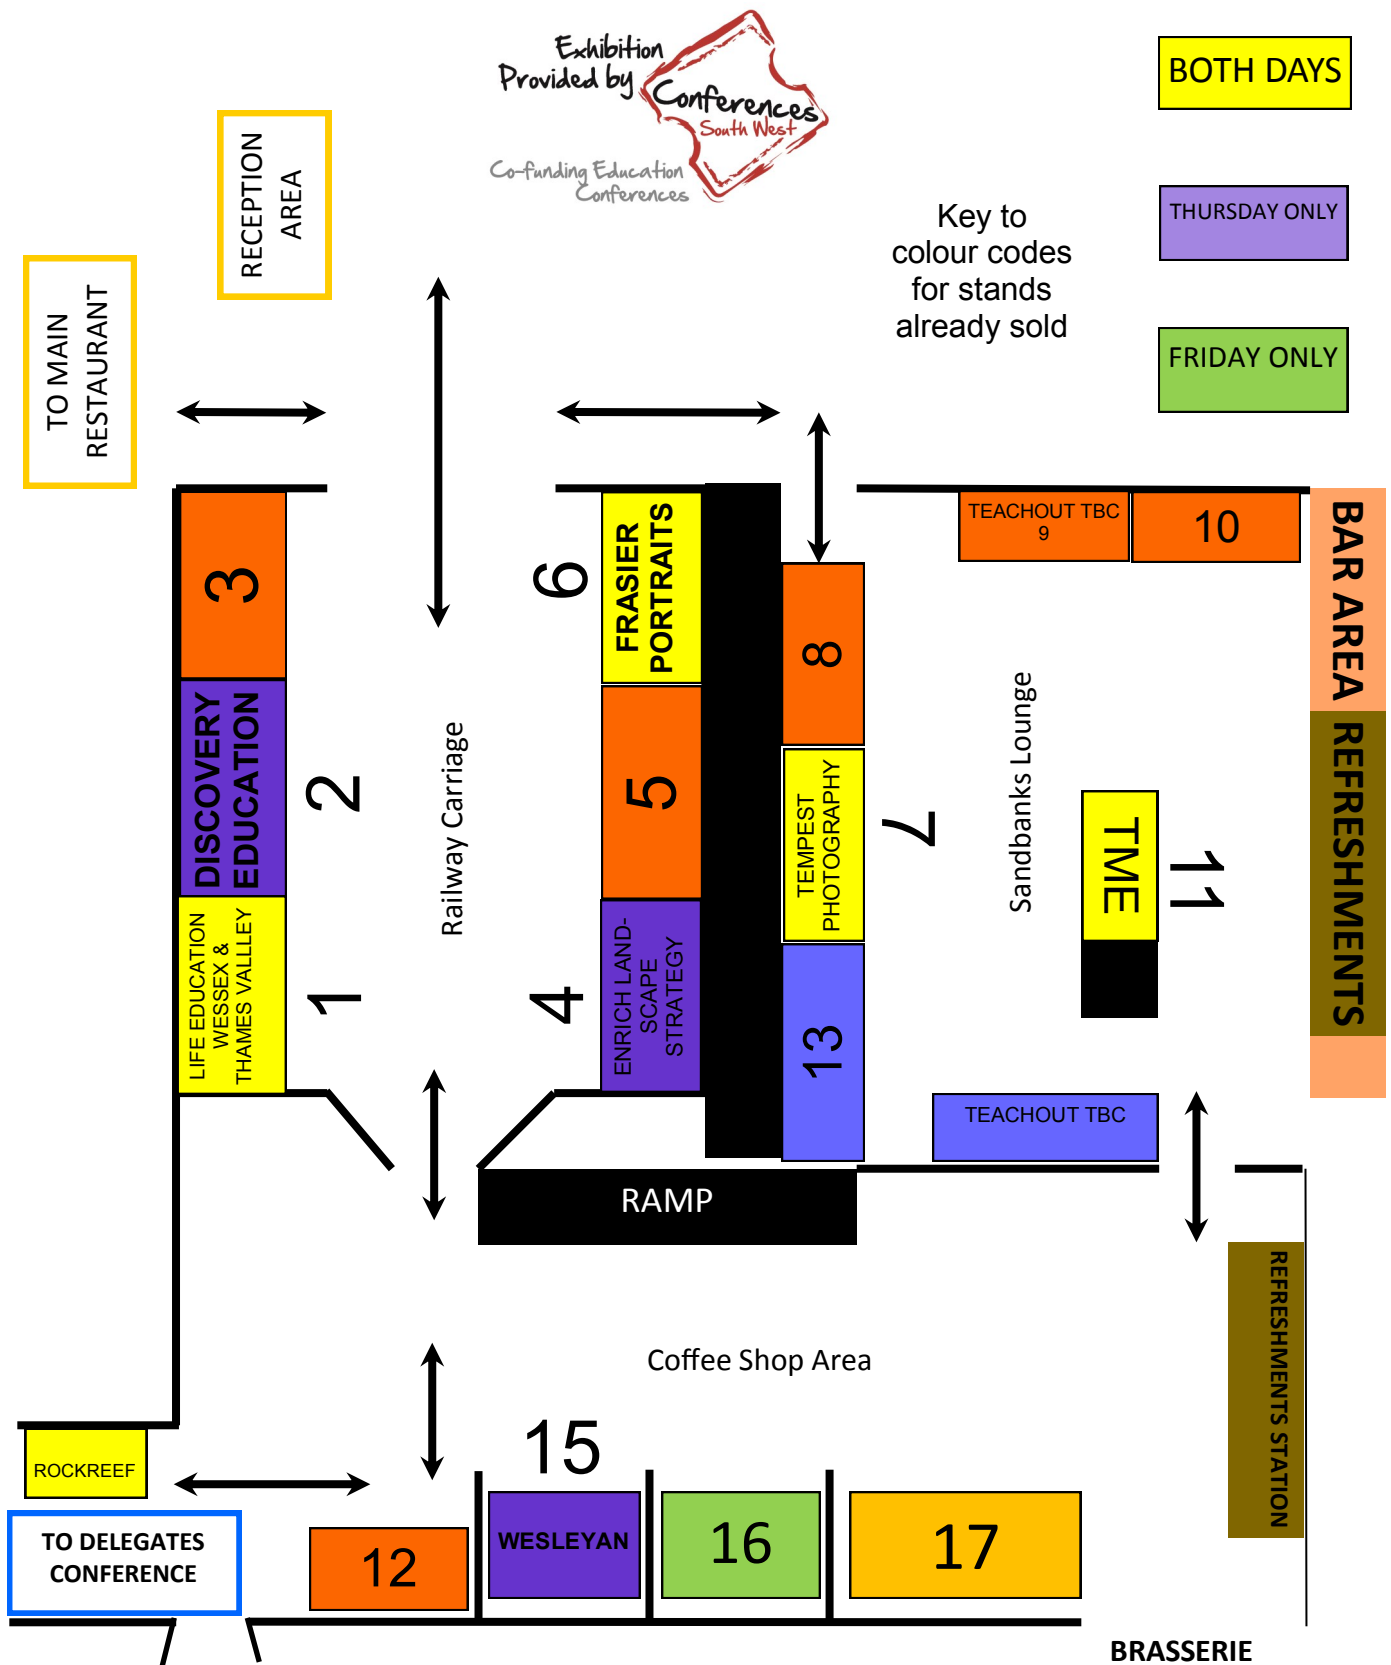 Exhibition
Provided by
Conferences
South West
Co-funding Education
Conferences
BOTH DAYS
RECEPTION
AREA
Key to
colour codes
for stands
already sold
THURSDAY ONLY
TO MAIN
RESTAURANT
FRIDAY ONLY
3
6
FRASIER
PORTRAITS
8
TEACHOUT TBC
9
10
BAR AREA
DISCOVERY
EDUCATION
2
Railway Carriage
5
TEMPEST
PHOTOGRAPHY
7
Sandbanks Lounge
TME
11
REFRESHMENTS
LIFE EDUCATION
WESSEX &
THAMES VALLLEY
1
4
ENRICH LAND-
SCAPE
STRATEGY
13
TEACHOUT TBC
RAMP
REFRESHMENTS STATION
Coffee Shop Area
15
ROCKREEF
TO DELEGATES
CONFERENCE
12
WESLEYAN
16
17
BRASSERIE